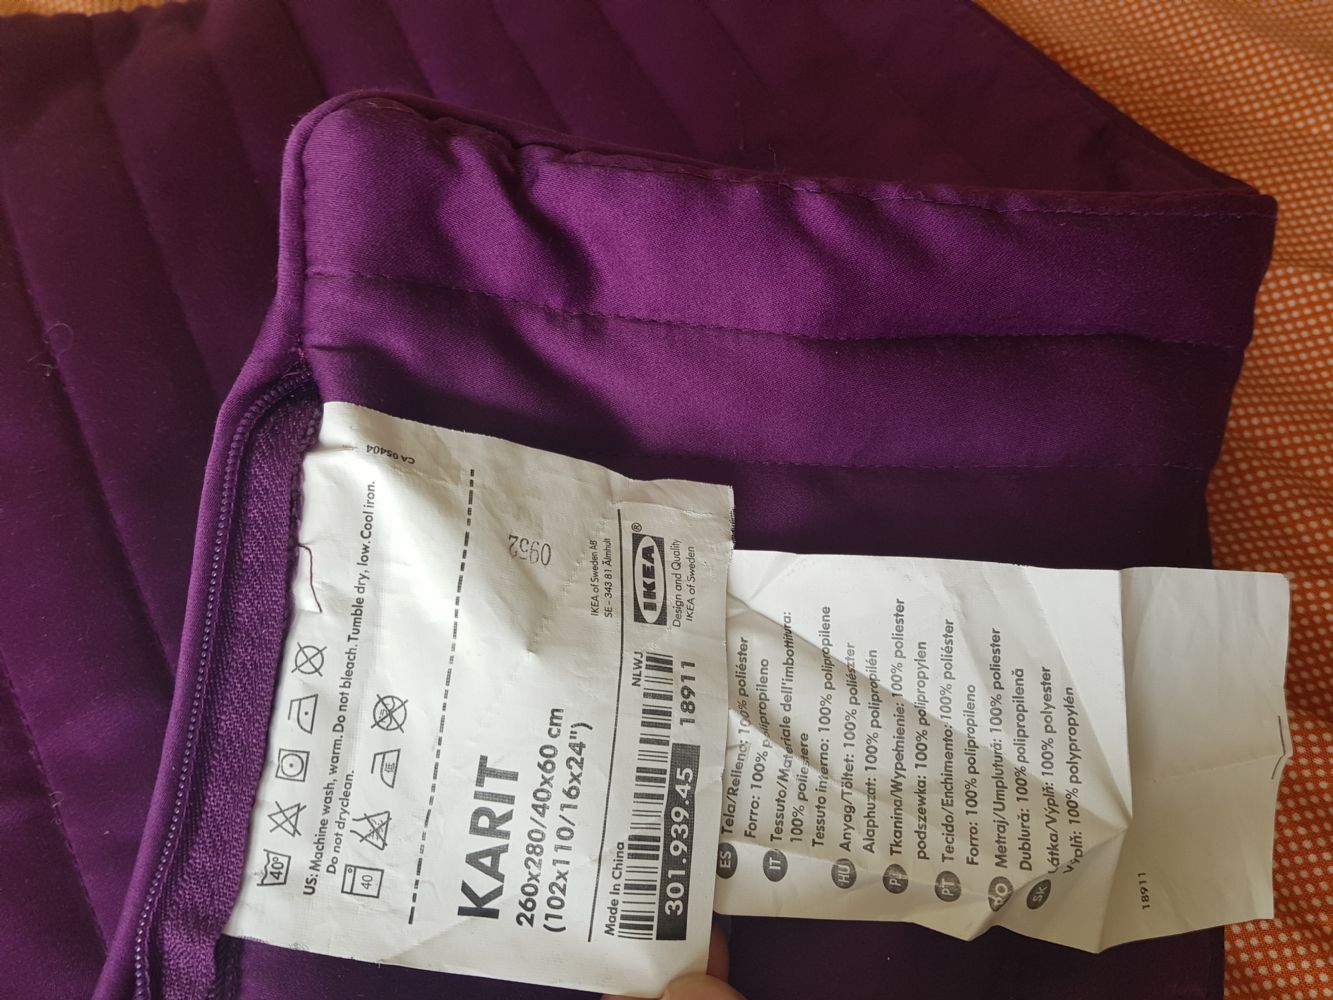 CA 05404
40°
US: Machine wash, warm. Do not bleach. Tumble dry, low. Cool iron.
Do not dryclean.
40
KARIT
260x280/40x60 cm
(102x110/16x24")
0952
IKEA of Sweden AB
SE - 343 81 Älmhult
Made In China
NLWJ
301.939.45
18911
IKEA®
Design and Quality
IKEA of Sweden
ES Tela/Relleno: 100% poliéster
Forro: 100% polipropileno
IT Tessuto/Materiale dell'imbottitura:
100% poliestere
Tessuto interno: 100% polipropilene
HU Anyag/Töltet: 100% poliészter
Alaphuzat: 100% polipropilén
PL Tkanina/Wypełnienie: 100% poliester
podszewka: 100% polipropylen
PT Tecido/Enchimento: 100% poliéster
Forro: 100% polipropileno
RO Metraj/Umplutură: 100% poliester
Dublură: 100% polipropilenă
SK Látka/Výplň: 100% polyester
Výplň: 100% polypropylén
18911